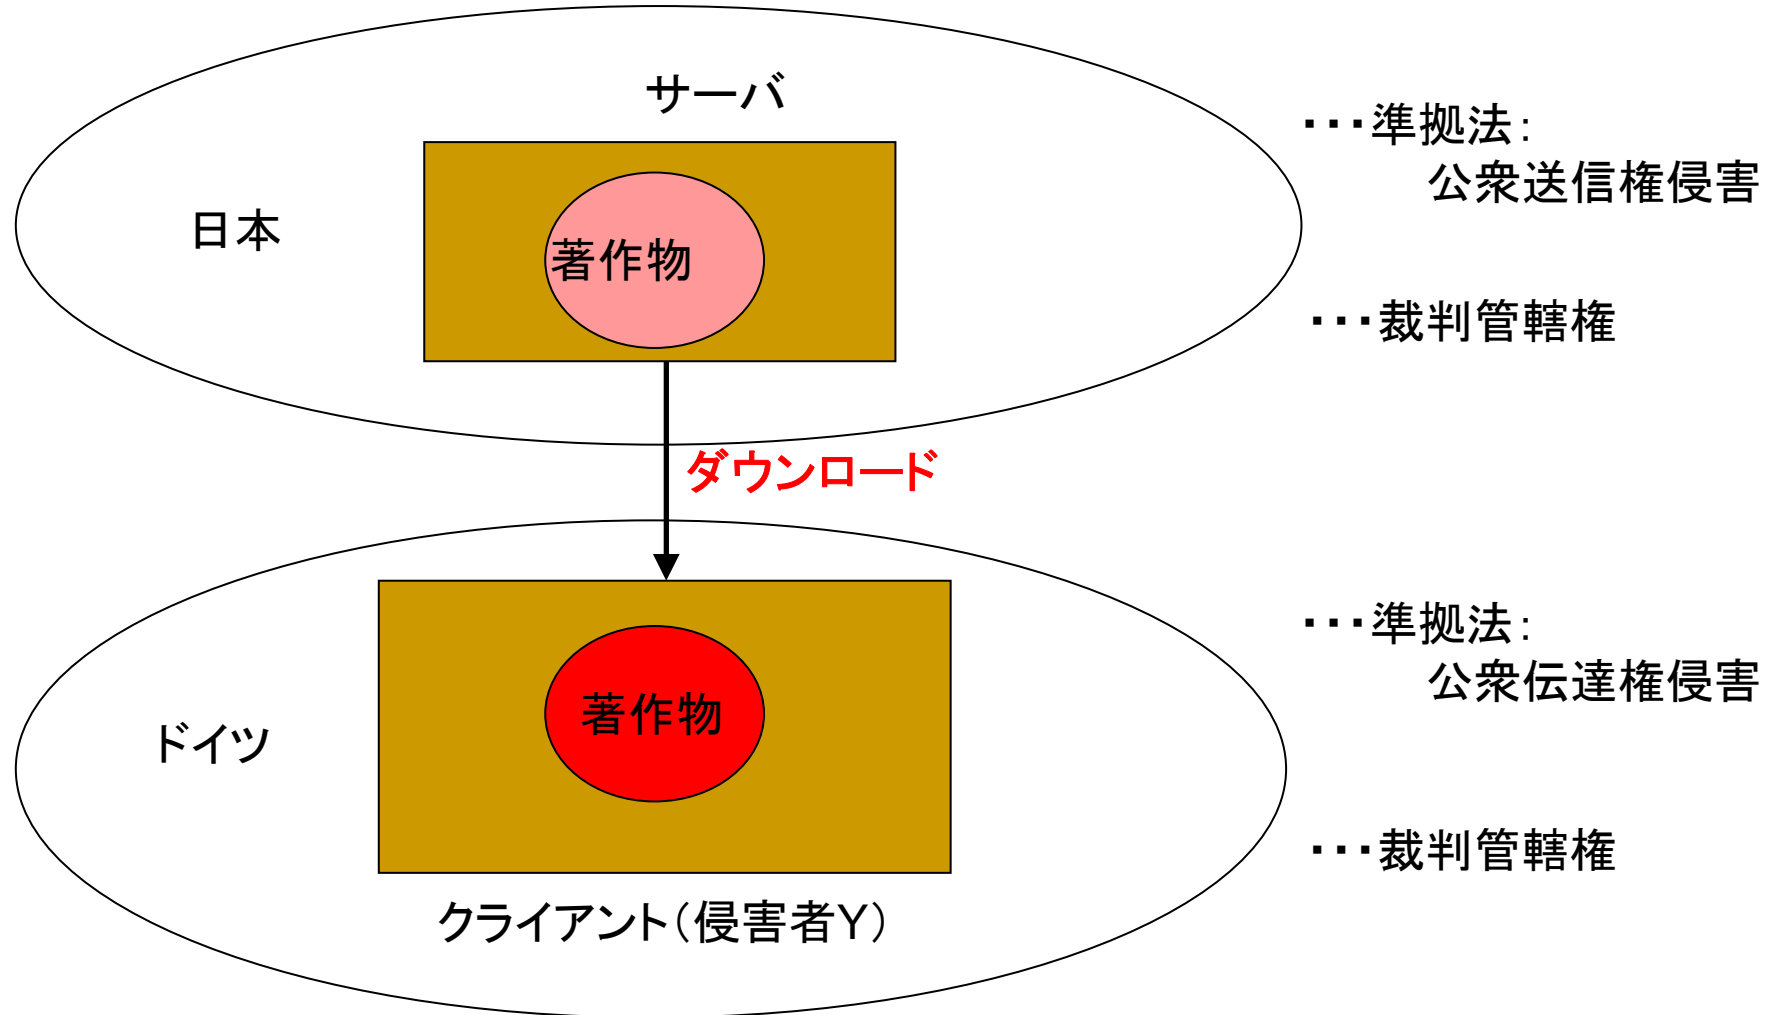 サーバ
・・・準拠法：
公衆送信権侵害
日本
著作物
・・・裁判管轄権
ダウンロード
・・・準拠法：
公衆伝達権侵害
著作物
ドイツ
・・・裁判管轄権
クライアント（侵害者Y）